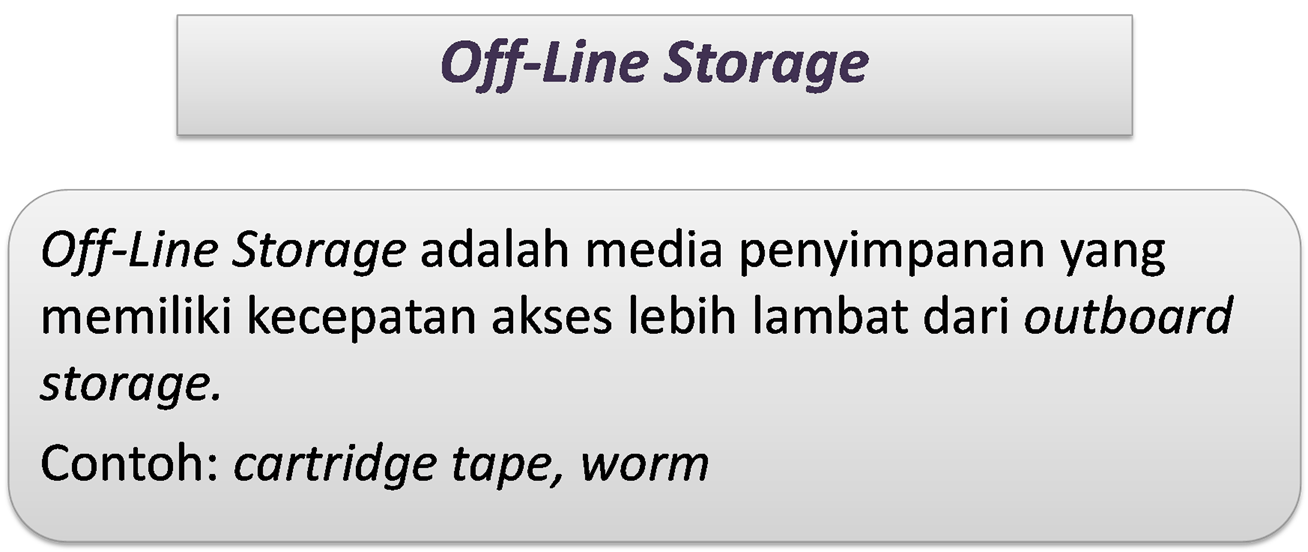 Off-Line Storage
Off-Line Storage adalah media penyimpanan yang
memiliki kecepatan akses lebih lambat dari outboard
storage.
Contoh: cartridge tape, worm